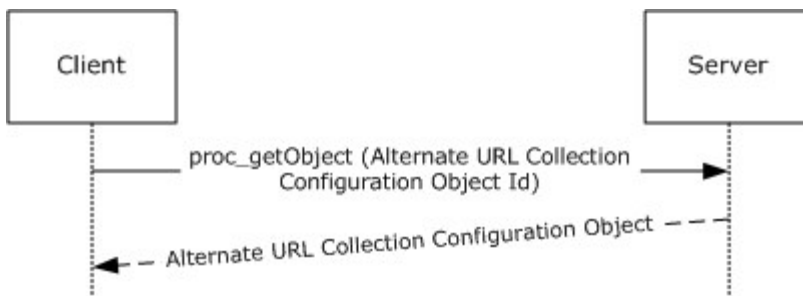 Client
Server
proc_getObject (Alternate URL Collection
Configuration Object Id)
Alternate URL Collection Configuration Object